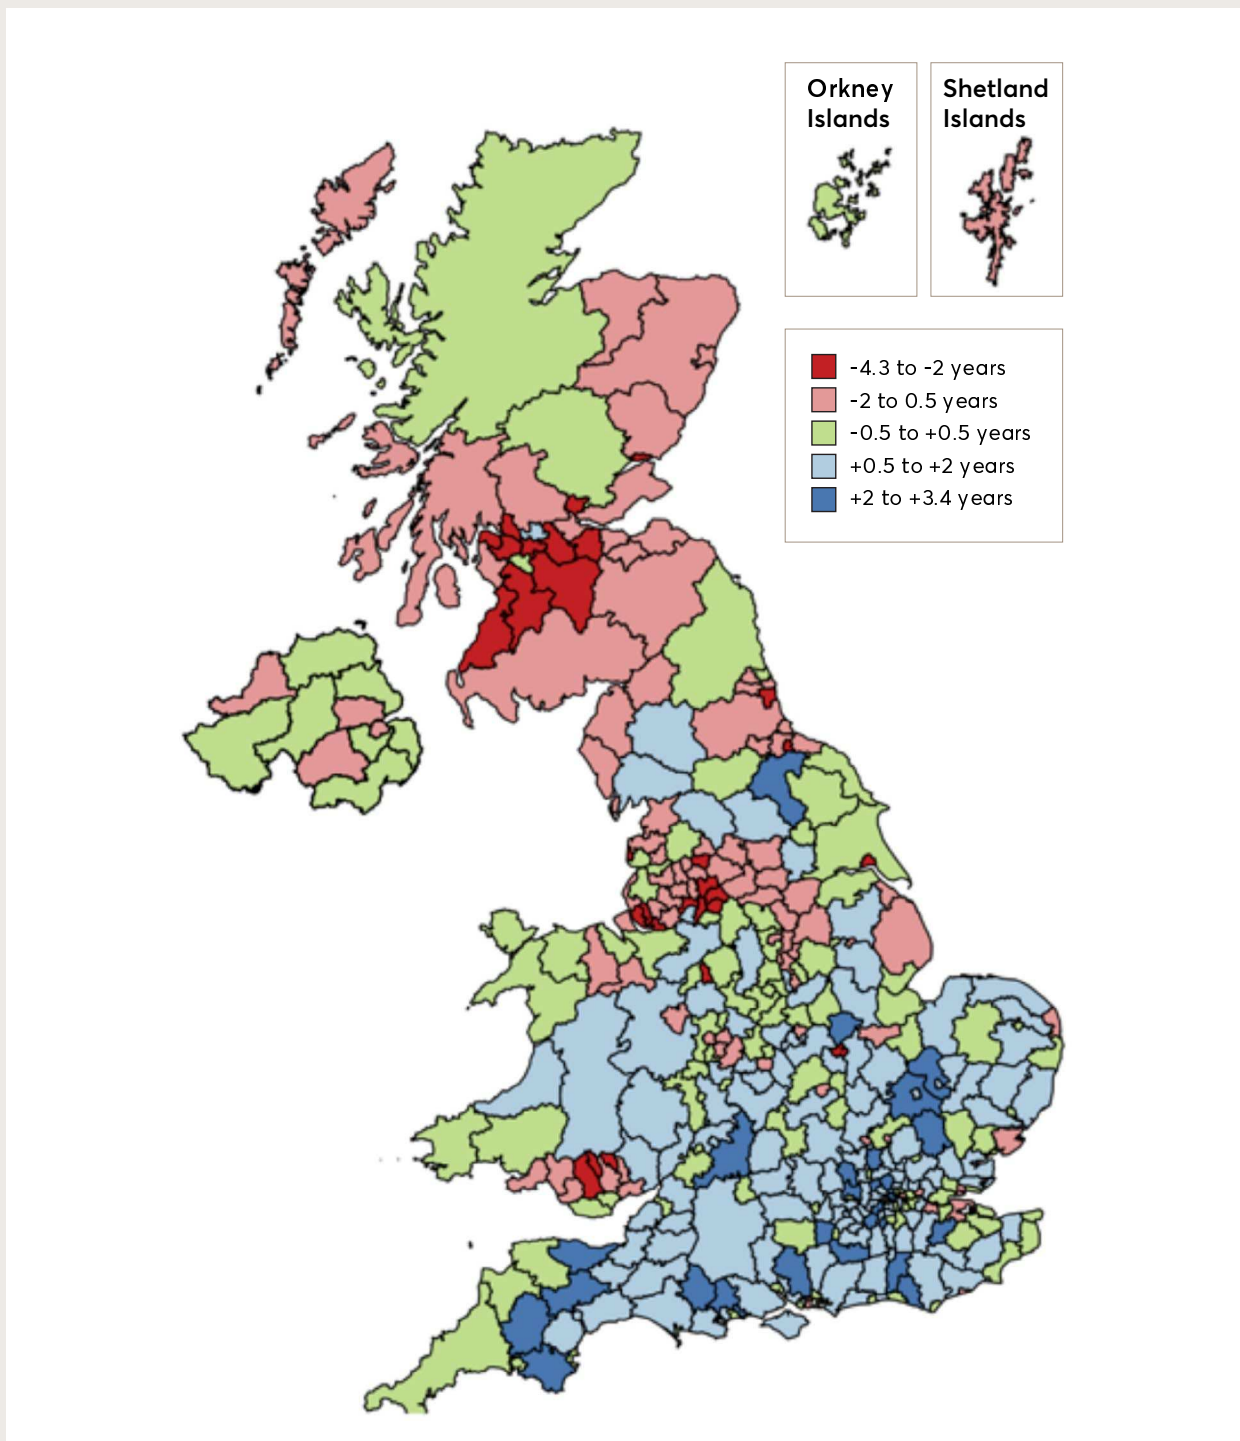 Orkney
Islands
Shetland
Islands
-4.3 to -2 years
-2 to 0.5 years
-0.5 to +0.5 years
+0.5 to +2 years
+2 to +3.4 years